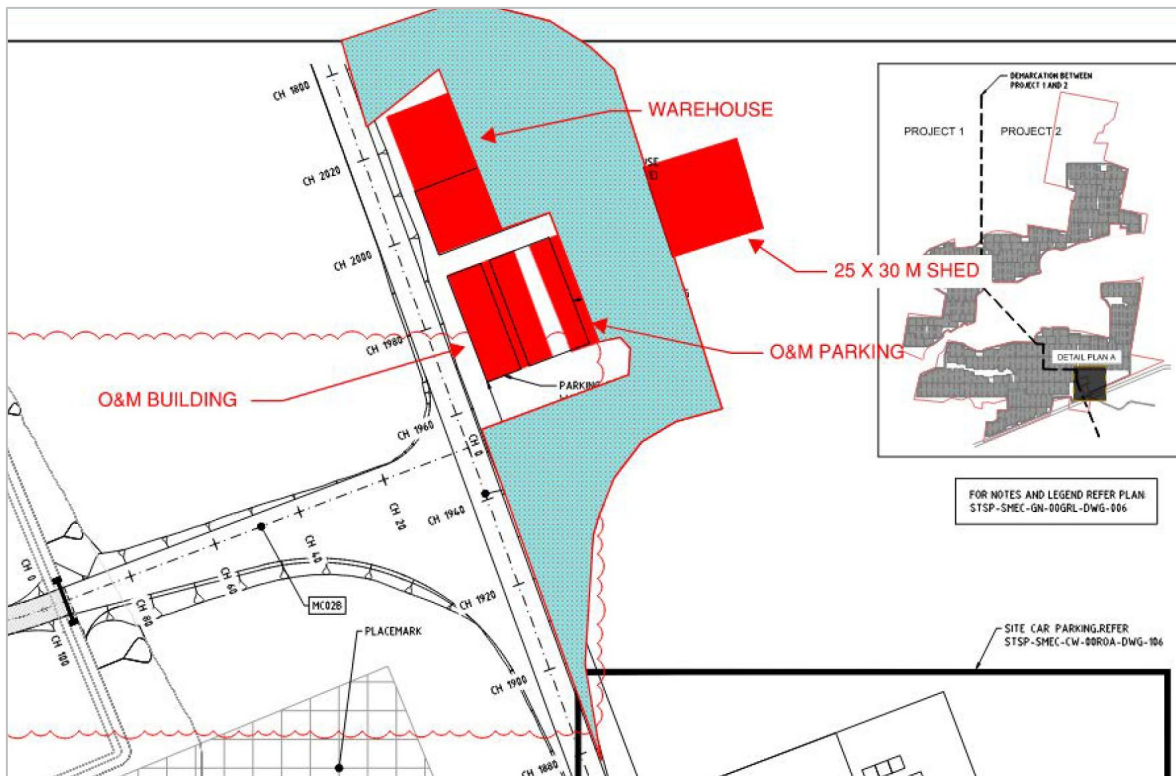 CH 1800
CH 2020
CH 2000
CH 1980
CH 1960
CH 1940
CH 1920
CH 1900
CH 1880
CH 0
CH 20
CH 40
CH 60
CH 80
CH 100
CH 0
WAREHOUSE
25 X 30 M SHED
O&M PARKING
O&M BUILDING
PARKING
MC02B
PLACEMARK
DEMARCATION BETWEEN
PROJECT 1 AND 2
PROJECT 1
PROJECT 2
DETAIL PLAN A
FOR NOTES AND LEGEND REFER PLAN
STSP-SMEC-GN-00GRL-DWG-006
SITE CAR PARKING.REFER
STSP-SMEC-CW-00ROA-DWG-106